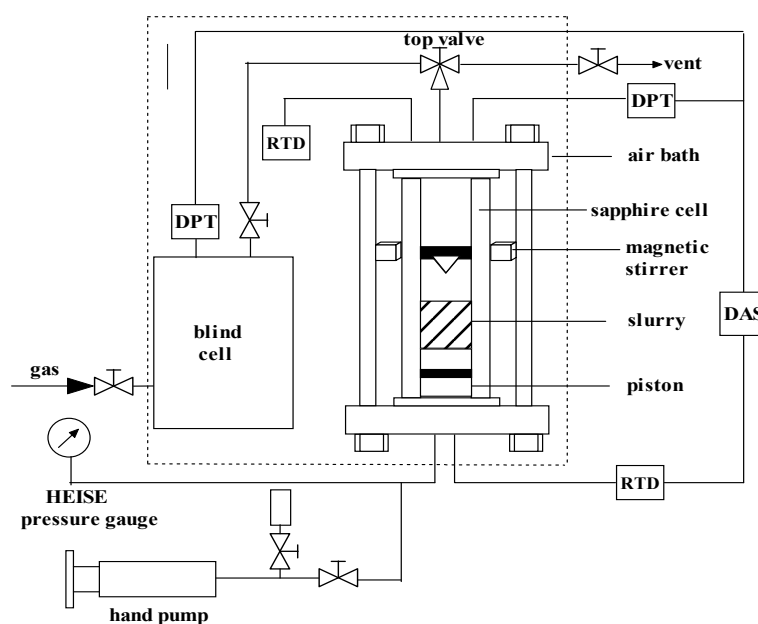 top valve
vent
DPT
RTD
air bath
DPT
sapphire cell
magnetic
stirrer
blind
cell
DAS
slurry
gas
piston
RTD
HEISE
pressure gauge
hand pump